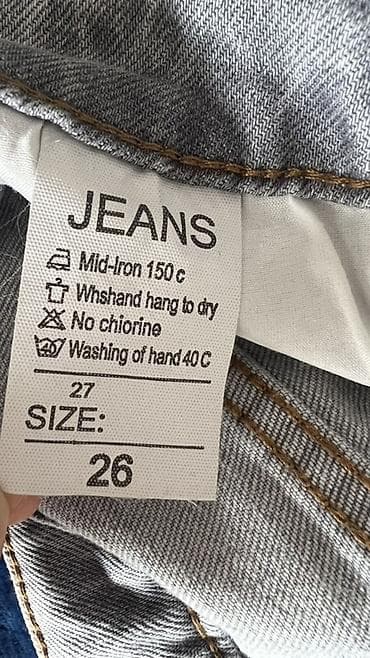 JEANS
Mid-Iron 150 c
Whshand hang to dry
No chiorine
Washing of hand 40 C
27
SIZE:
26